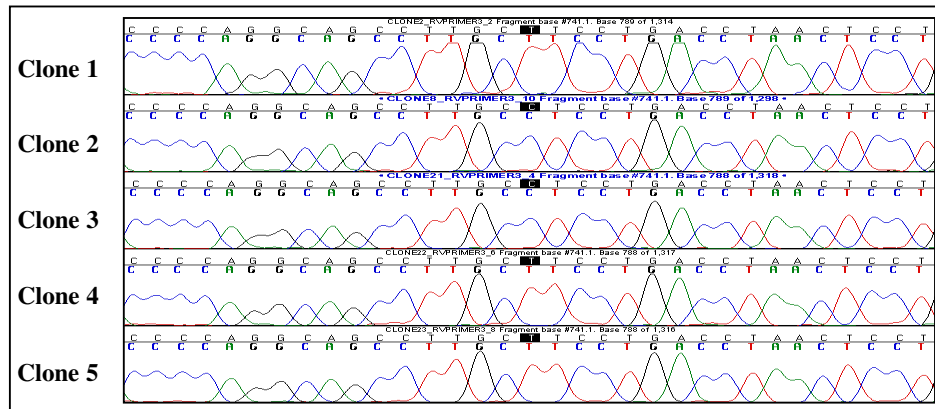 CLONE2_RVPRIMER3_2 Fragment base #741.1. Base 789 of 1,314
C C C C A G G C A G C C T T G C T T C C T G A C C T A A C T C C T
C C C C A G G C A G C C T T G C T T C C T G A C C T A A C T C C T
Clone 1
• CLONE8_RVPRIMER3_10 Fragment base #741.1. Base 789 of 1,298 •
C C C C A G G C A G C C T T G C C T C C T G A C C T A A C T C C T
C C C C A G G C A G C C T T G C C T C C T G A C C T A A C T C C T
Clone 2
• CLONE21_RVPRIMER3_4 Fragment base #741.1. Base 788 of 1,318 •
C C C C A G G C A G C C T T G C C T C C T G A C C T A A C T C C T
C C C C A G G C A G C C T T G C C T C C T G A C C T A A C T C C T
Clone 3
CLONE22_RVPRIMER3_6 Fragment base #741.1. Base 788 of 1,317
C C C C A G G C A G C C T T G C T T C C T G A C C T A A C T C C T
C C C C A G G C A G C C T T G C T T C C T G A C C T A A C T C C T
Clone 4
CLONE23_RVPRIMER3_8 Fragment base #741.1. Base 788 of 1,316
C C C C A G G C A G C C T T G C T T C C T G A C C T A A C T C C T
C C C C A G G C A G C C T T G C T T C C T G A C C T A A C T C C T
Clone 5